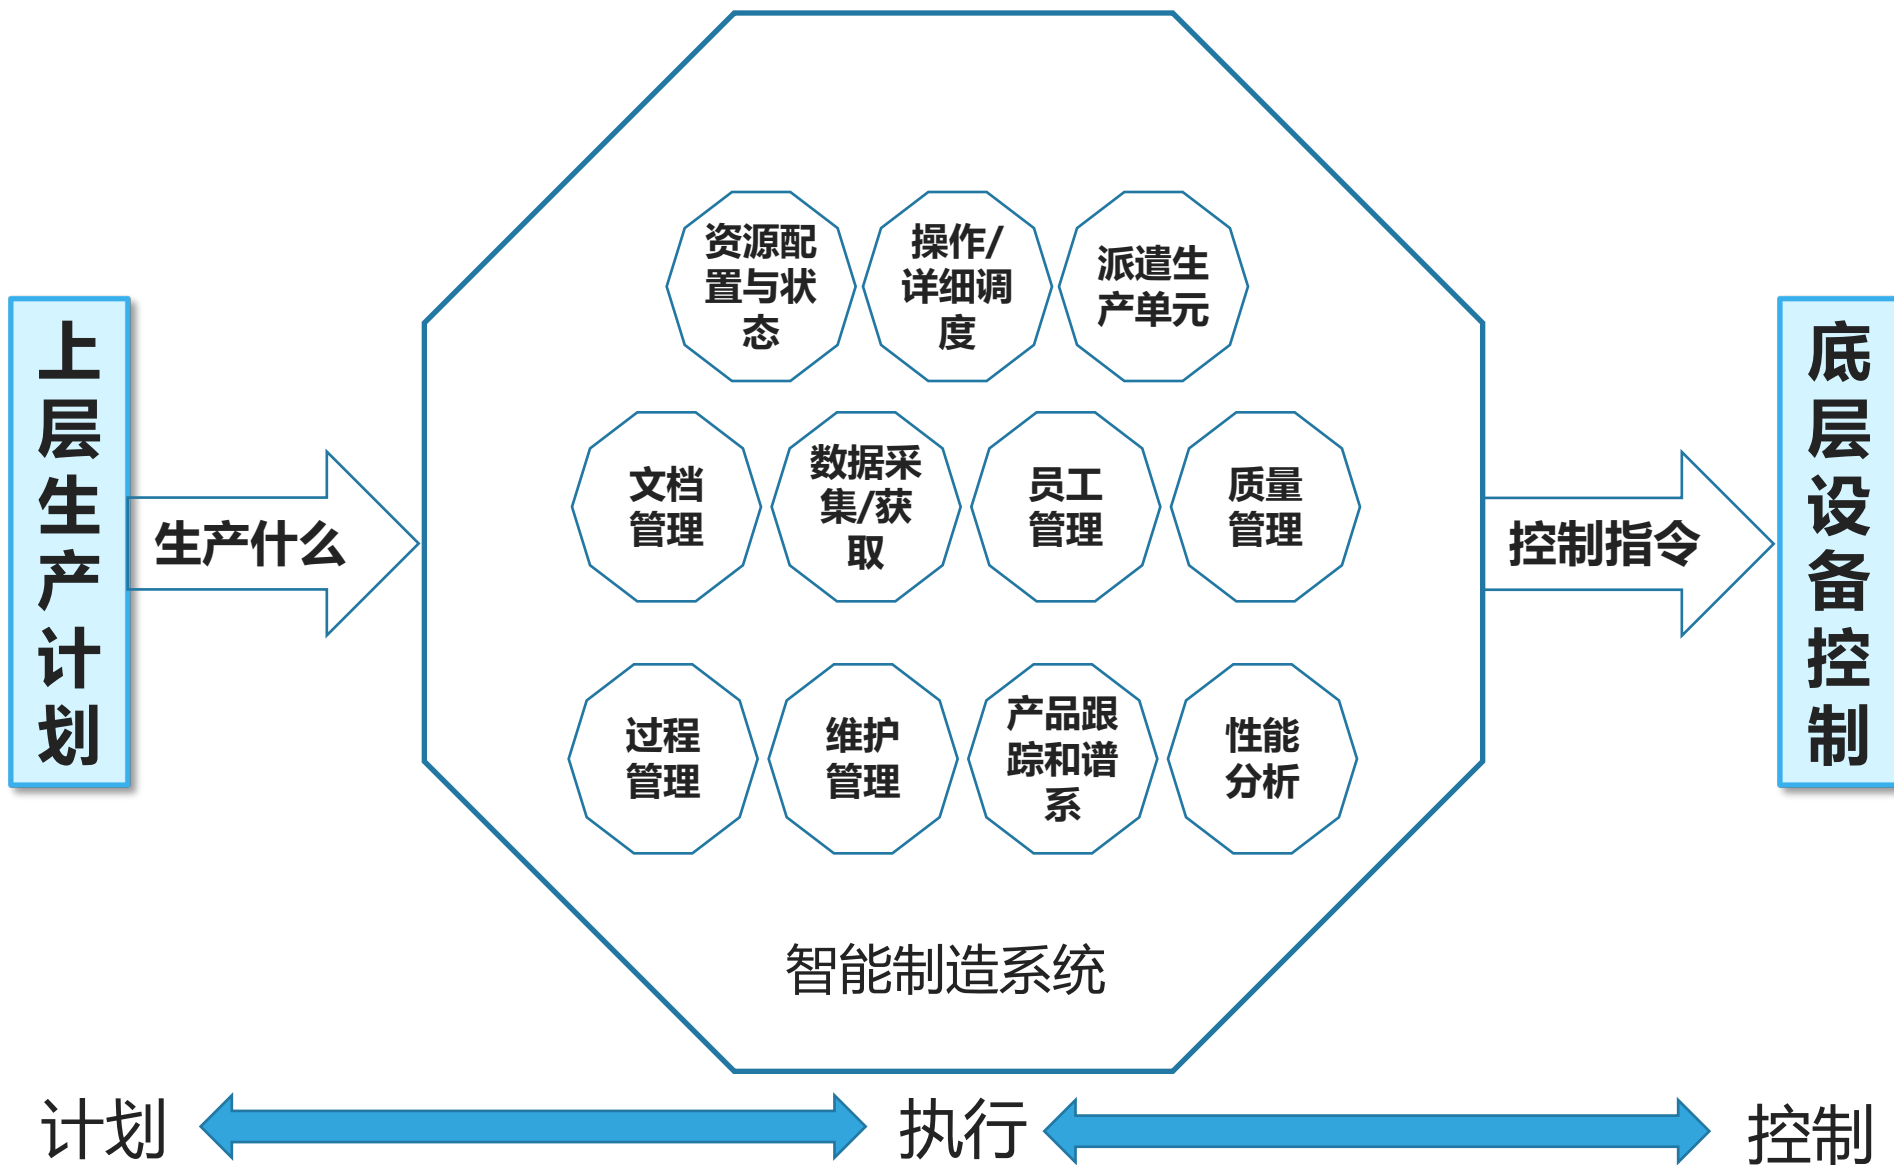 上层生产计划
生产什么
资源配
置与状
态
操作/
详细调
度
派遣生
产单元
文档
管理
数据采
集/获
取
员工
管理
质量
管理
过程
管理
维护
管理
产品跟
踪和谱
系
性能
分析
智能制造系统
控制指令
底层设备控制
计划
执行
控制